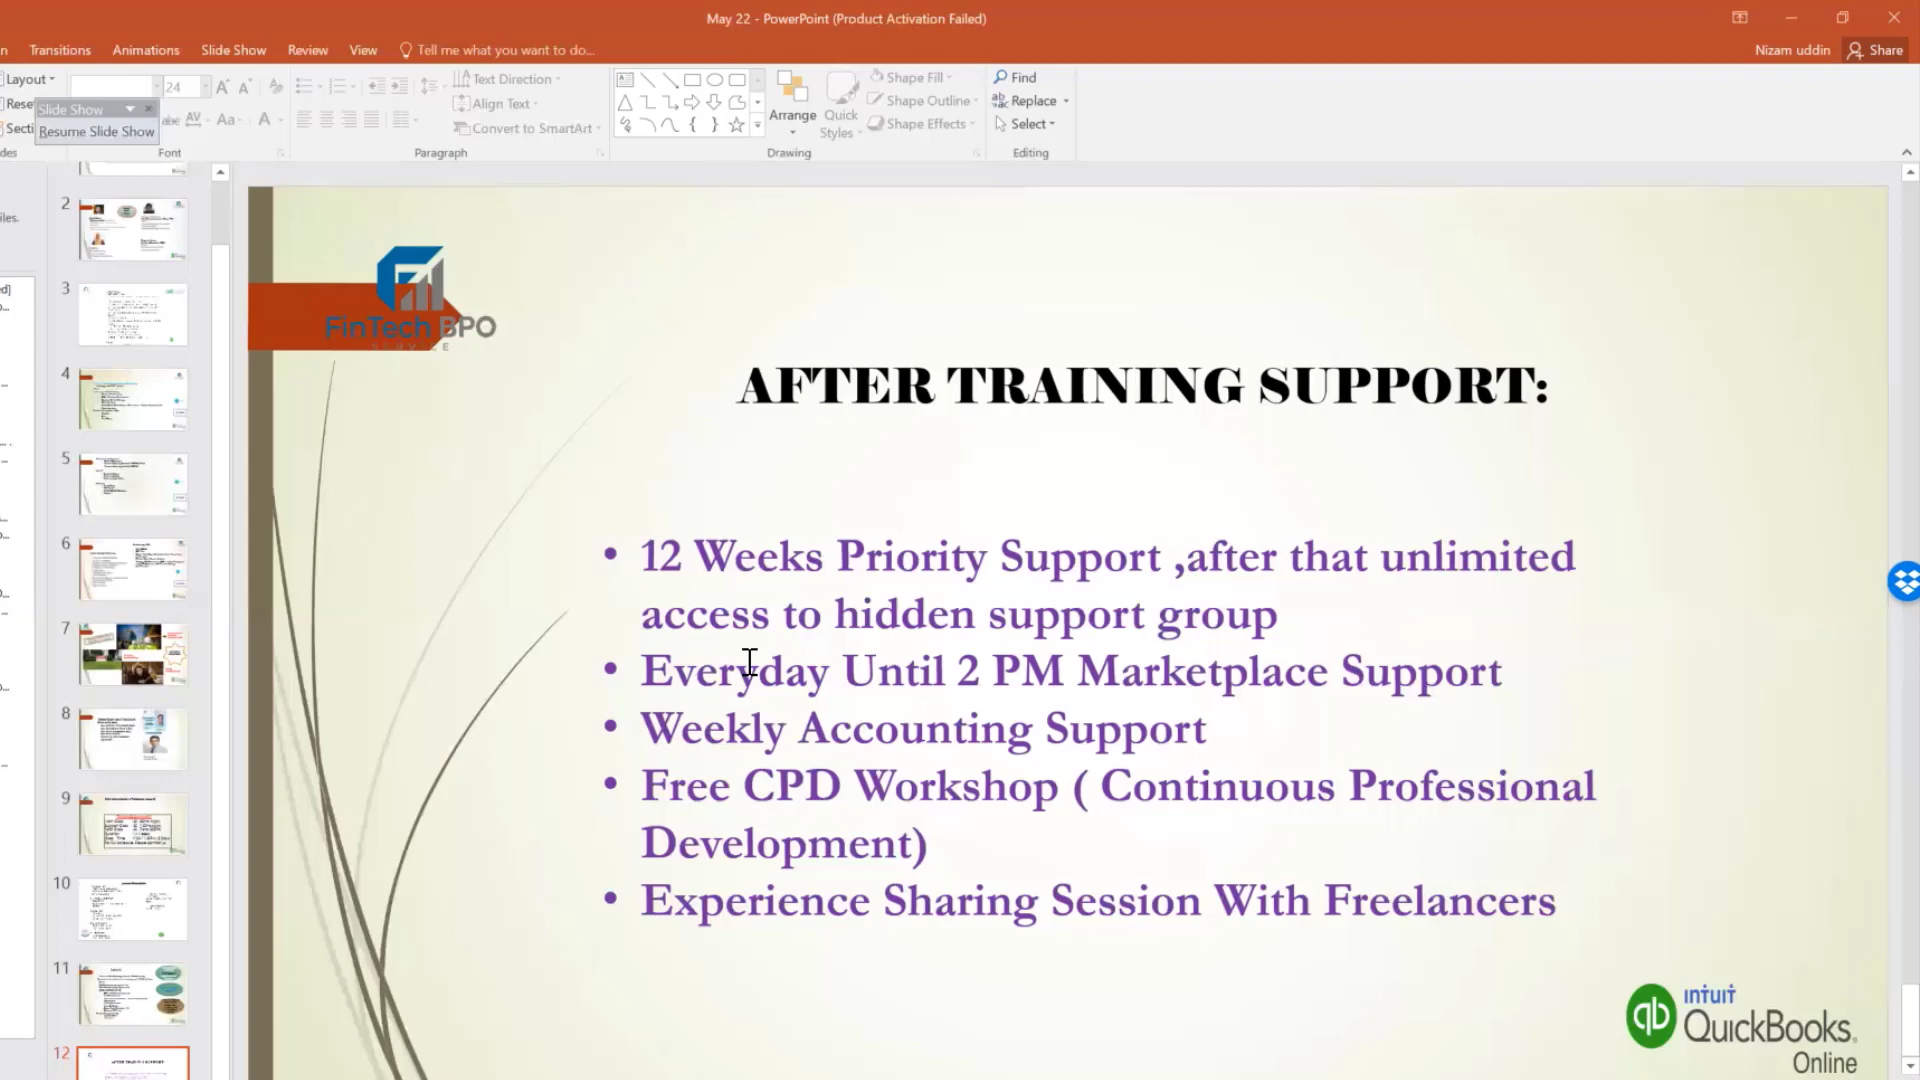 May 22 - PowerPoint (Product Activation Failed)
Transitions Animations Slide Show Review View Tell me what you want to do... Nizam uddin Share
Layout 24 Text Direction Shape Fill Find
Rese Slide Show Align Text Arrange Quick Styles Shape Outline Replace
Secti Resume Slide Show Aa A Convert to SmartArt Shape Effects Select
des Font Paragraph Drawing Editing
iles.
ed]
2
3
4
5
6
7
8
9
10
11
12
FinTech BPO
SERVICE
AFTER TRAINING SUPPORT:
• 12 Weeks Priority Support ,after that unlimited
access to hidden support group
• Everyday Until 2 PM Marketplace Support
• Weekly Accounting Support
• Free CPD Workshop ( Continuous Professional
Development)
• Experience Sharing Session With Freelancers
qb
intuit
QuickBooks.
Online